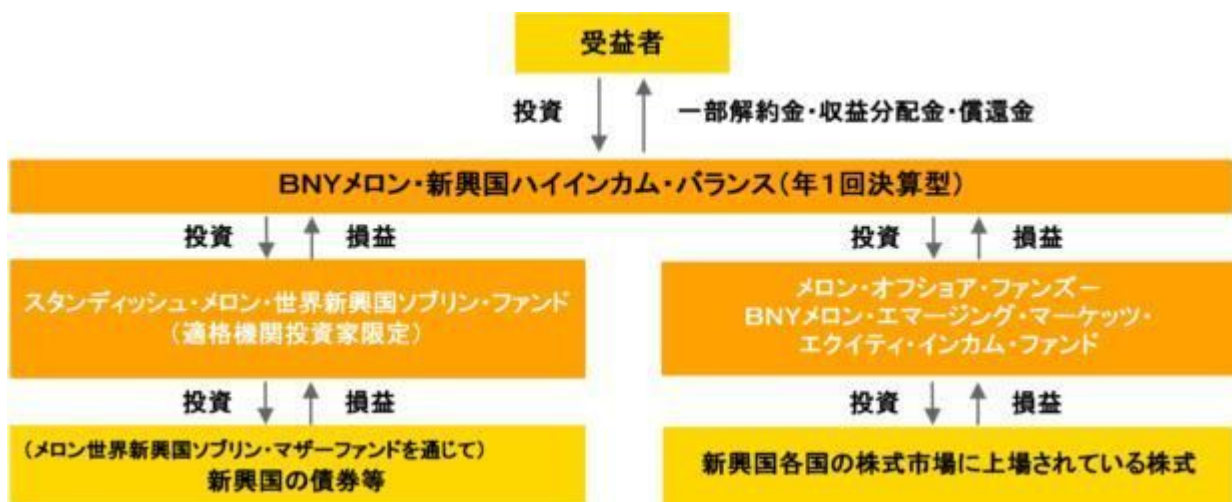 受益者
投資
一部解約金・収益分配金・償還金
BNYメロン・新興国ハイインカム・バランス(年1回決算型)
投資
損益
投資
損益
スタンディッシュ・メロン・世界新興国ソブリン・ファンド
(適格機関投資家限定)
メロン・オフショア・ファンズ－
BNYメロン・エマージング・マーケッツ・
エクイティ・インカム・ファンド
投資
損益
投資
損益
(メロン世界新興国ソブリン・マザーファンドを通じて)
新興国の債券等
新興国各国の株式市場に上場されている株式